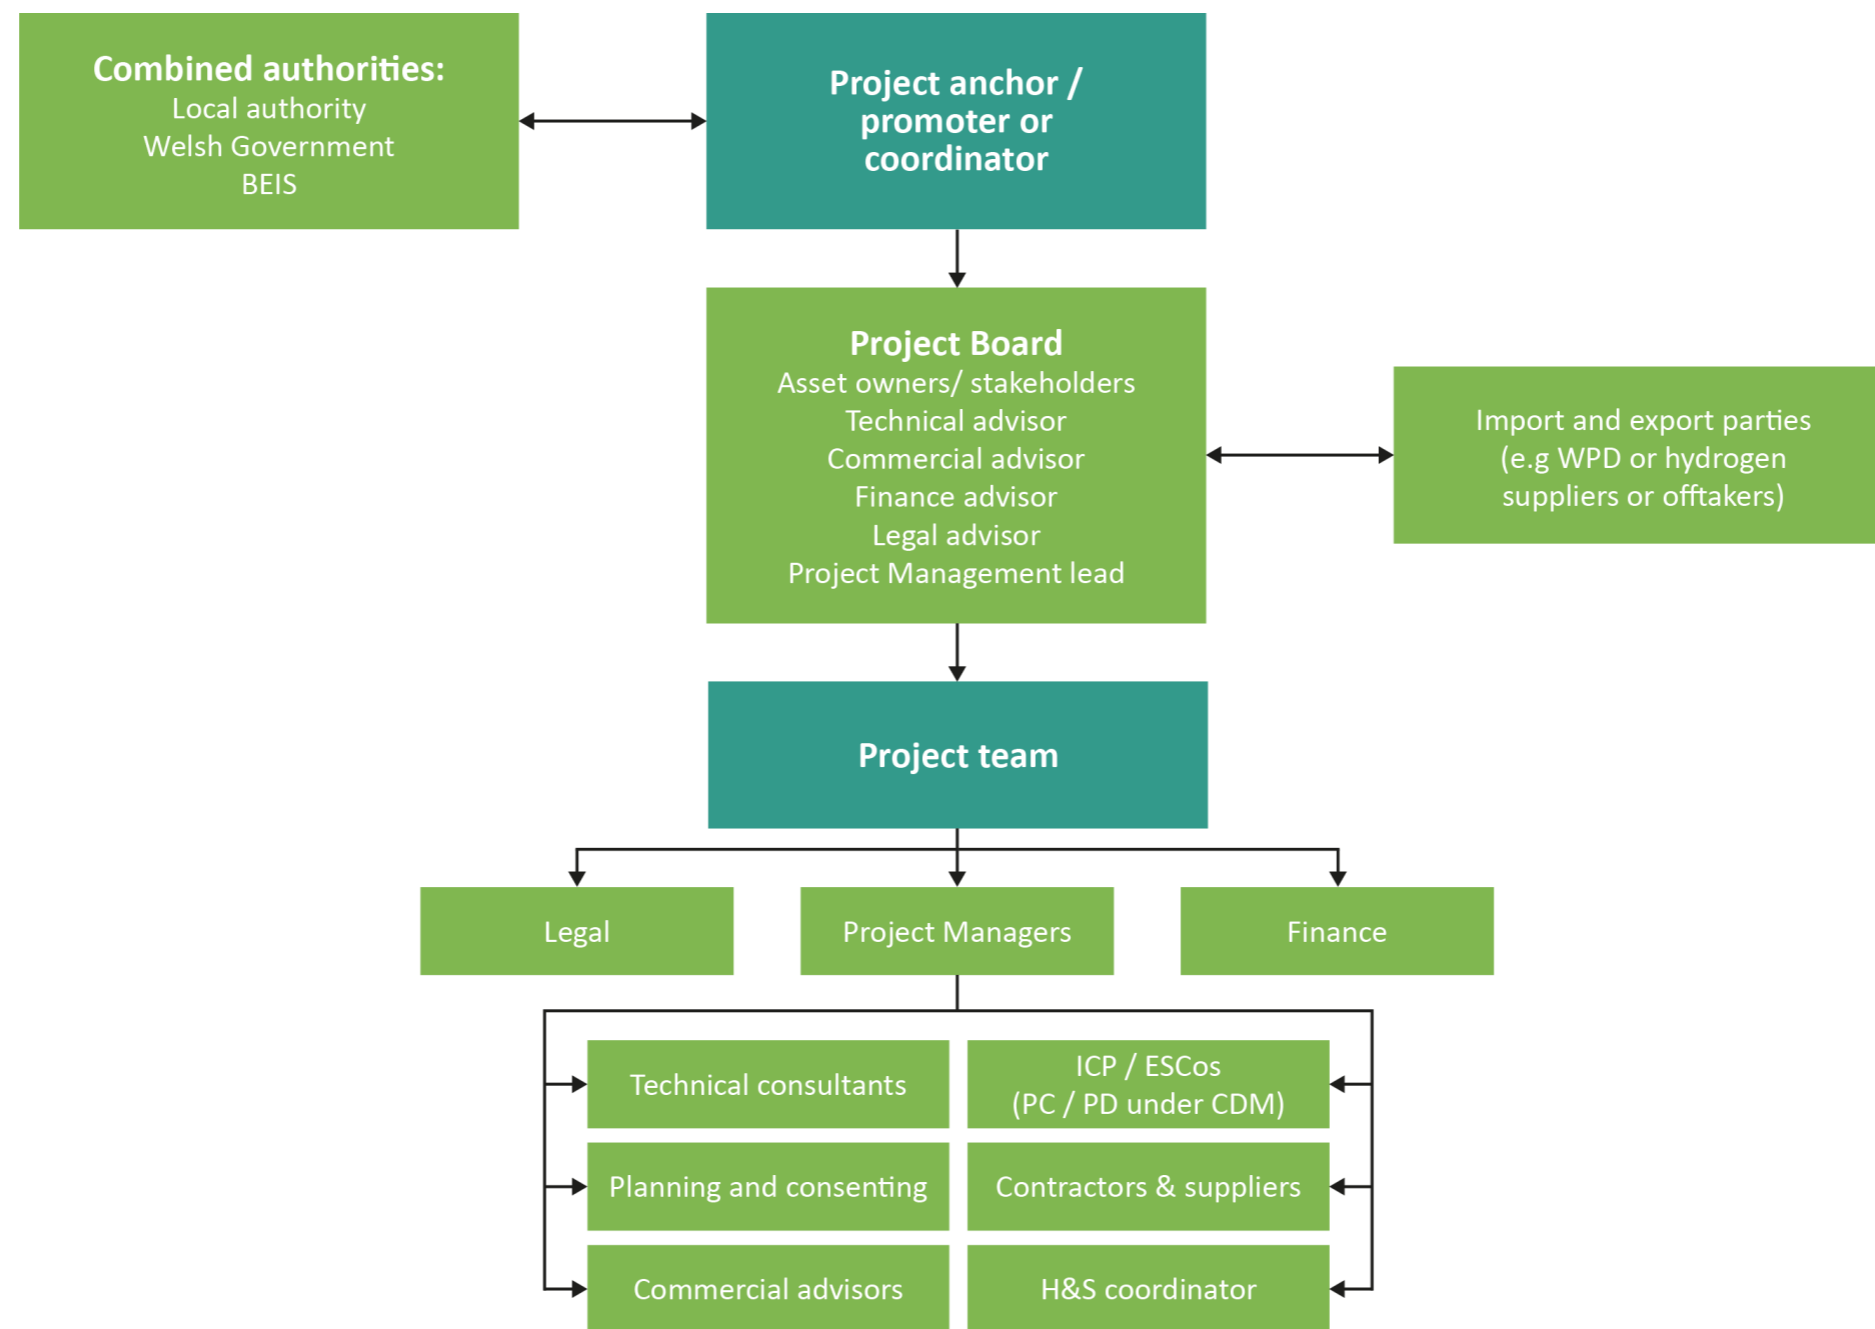 Combined authorities:
Local authority
Welsh Government
BEIS
Project anchor /
promoter or
coordinator
Project Board
Asset owners/ stakeholders
Technical advisor
Commercial advisor
Finance advisor
Legal advisor
Project Management lead
Import and export parties
(e.g WPD or hydrogen
suppliers or offtakers)
Project team
Legal
Project Managers
Finance
Technical consultants
ICP / ESCos
(PC / PD under CDM)
Planning and consenting
Contractors & suppliers
Commercial advisors
H&S coordinator